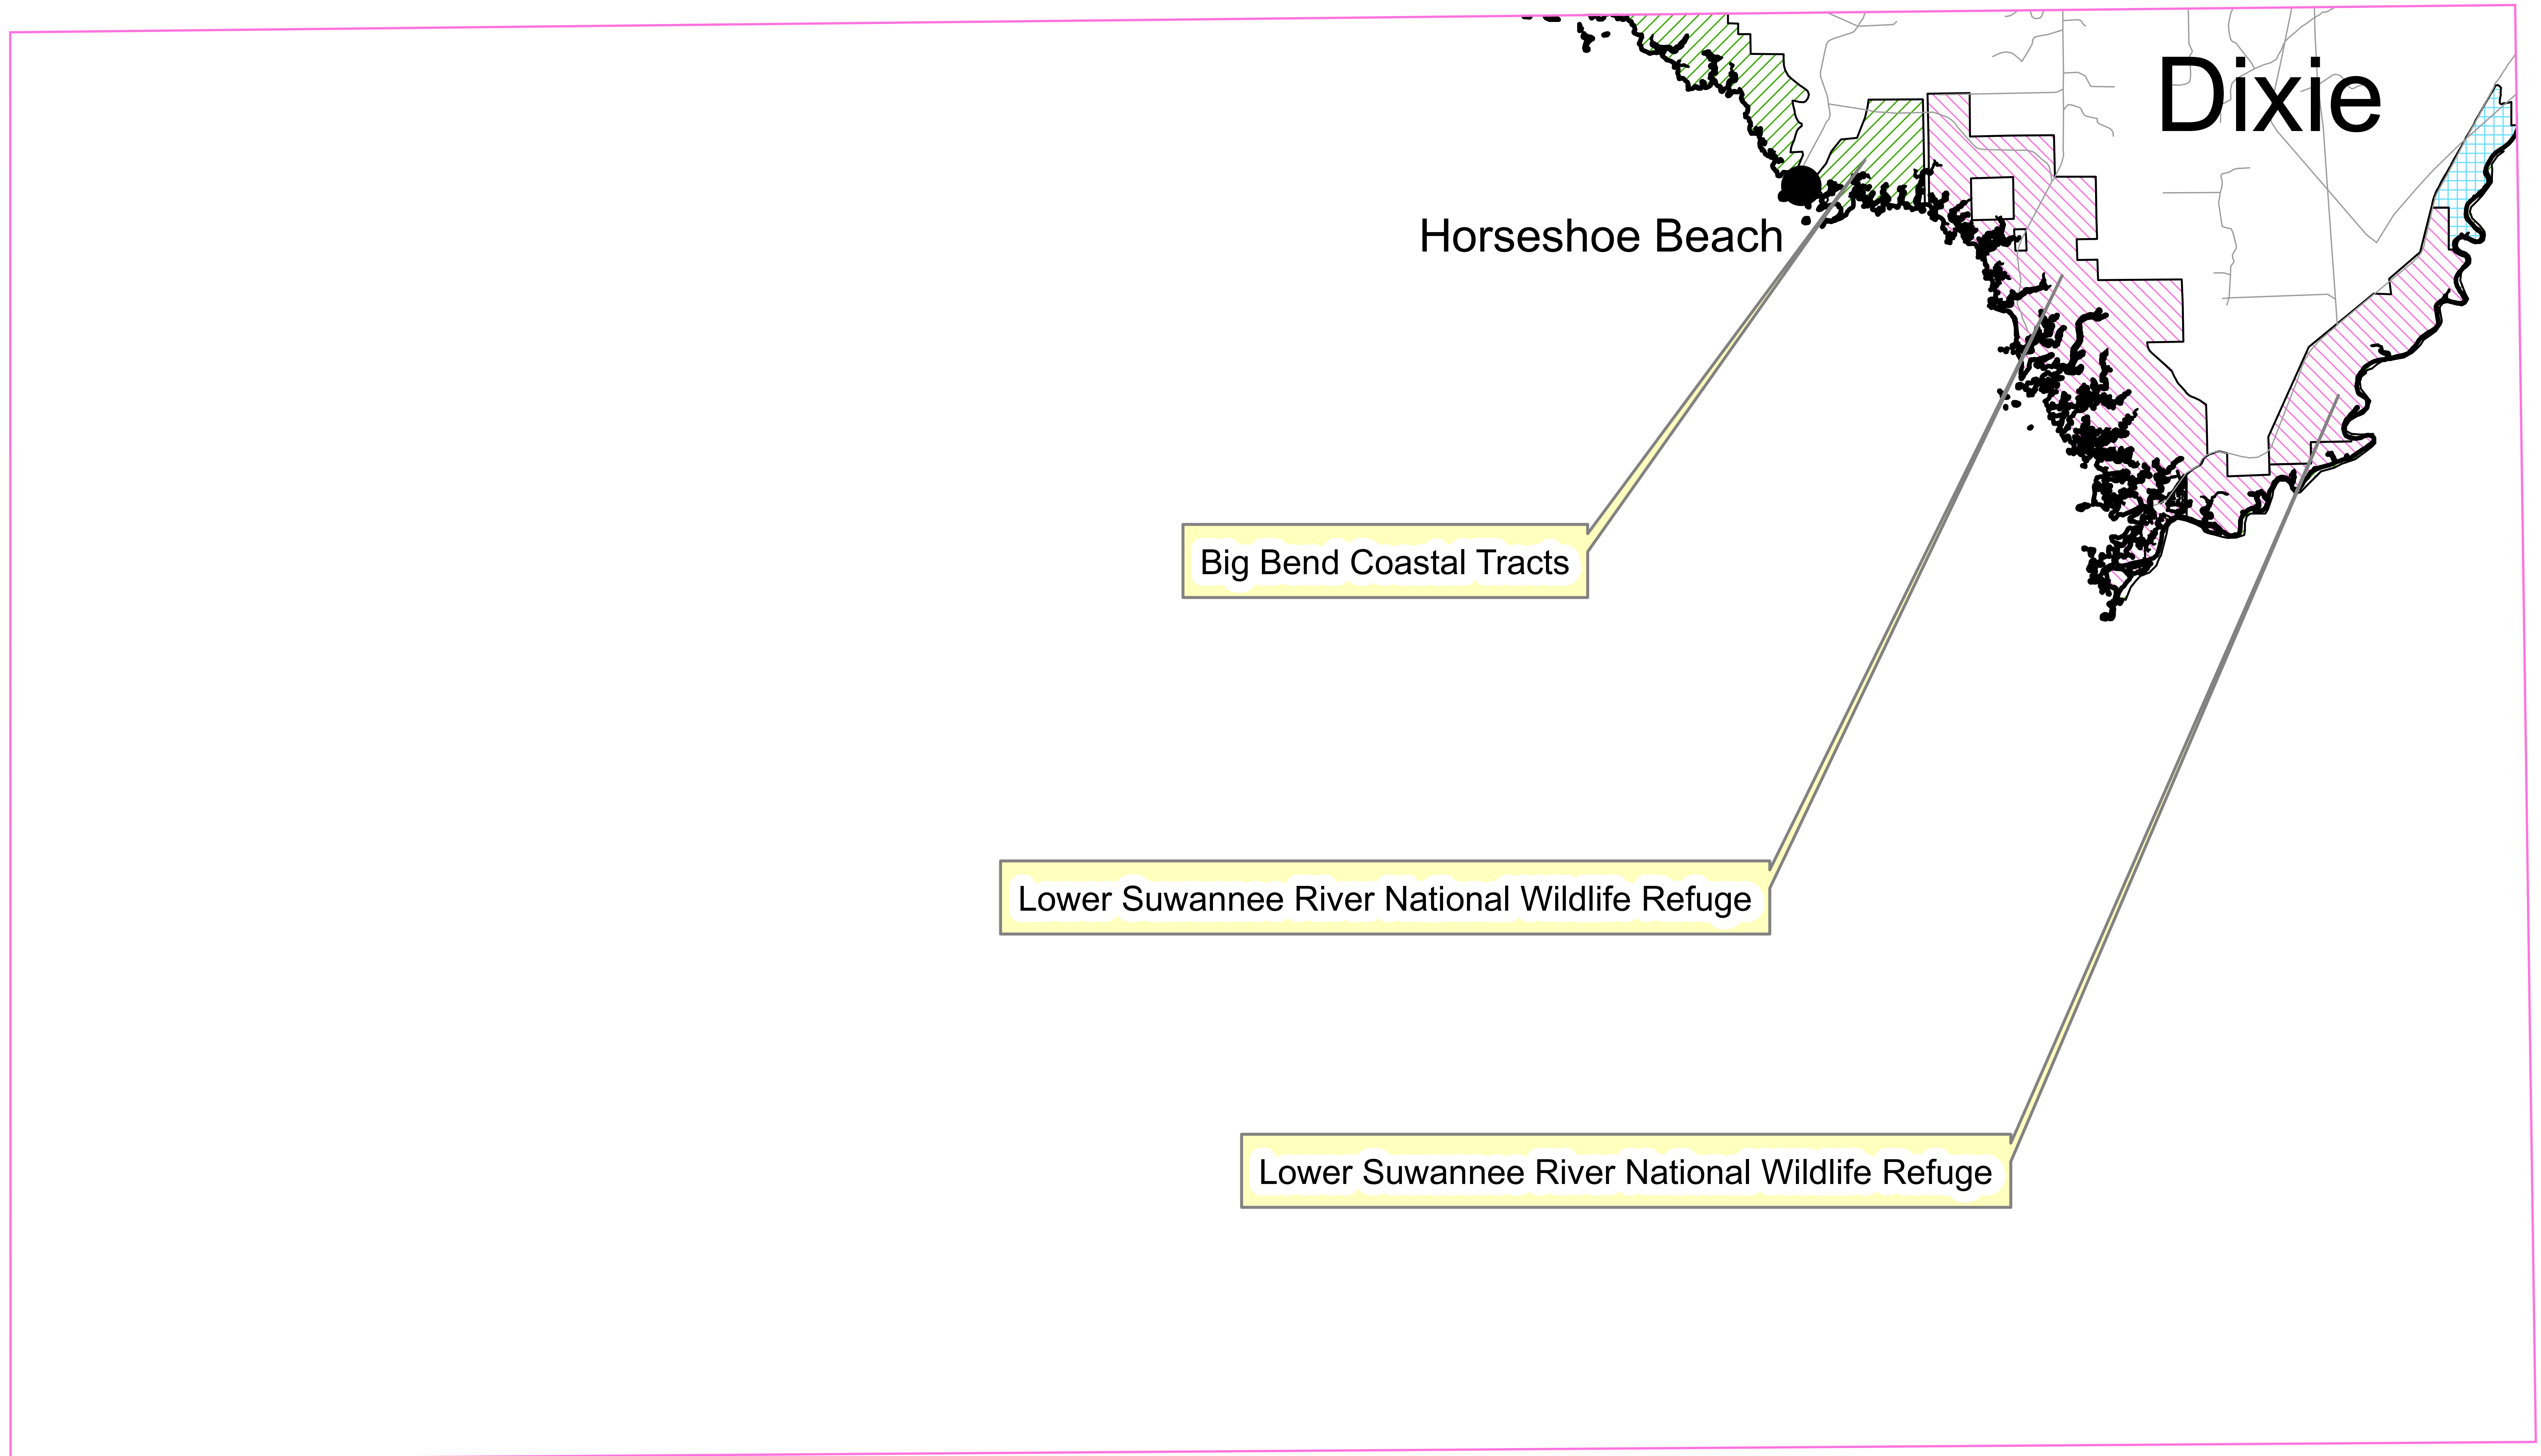 Dixie
Horseshoe Beach
Big Bend Coastal Tracts
Lower Suwannee River National Wildlife Refuge
Lower Suwannee River National Wildlife Refuge